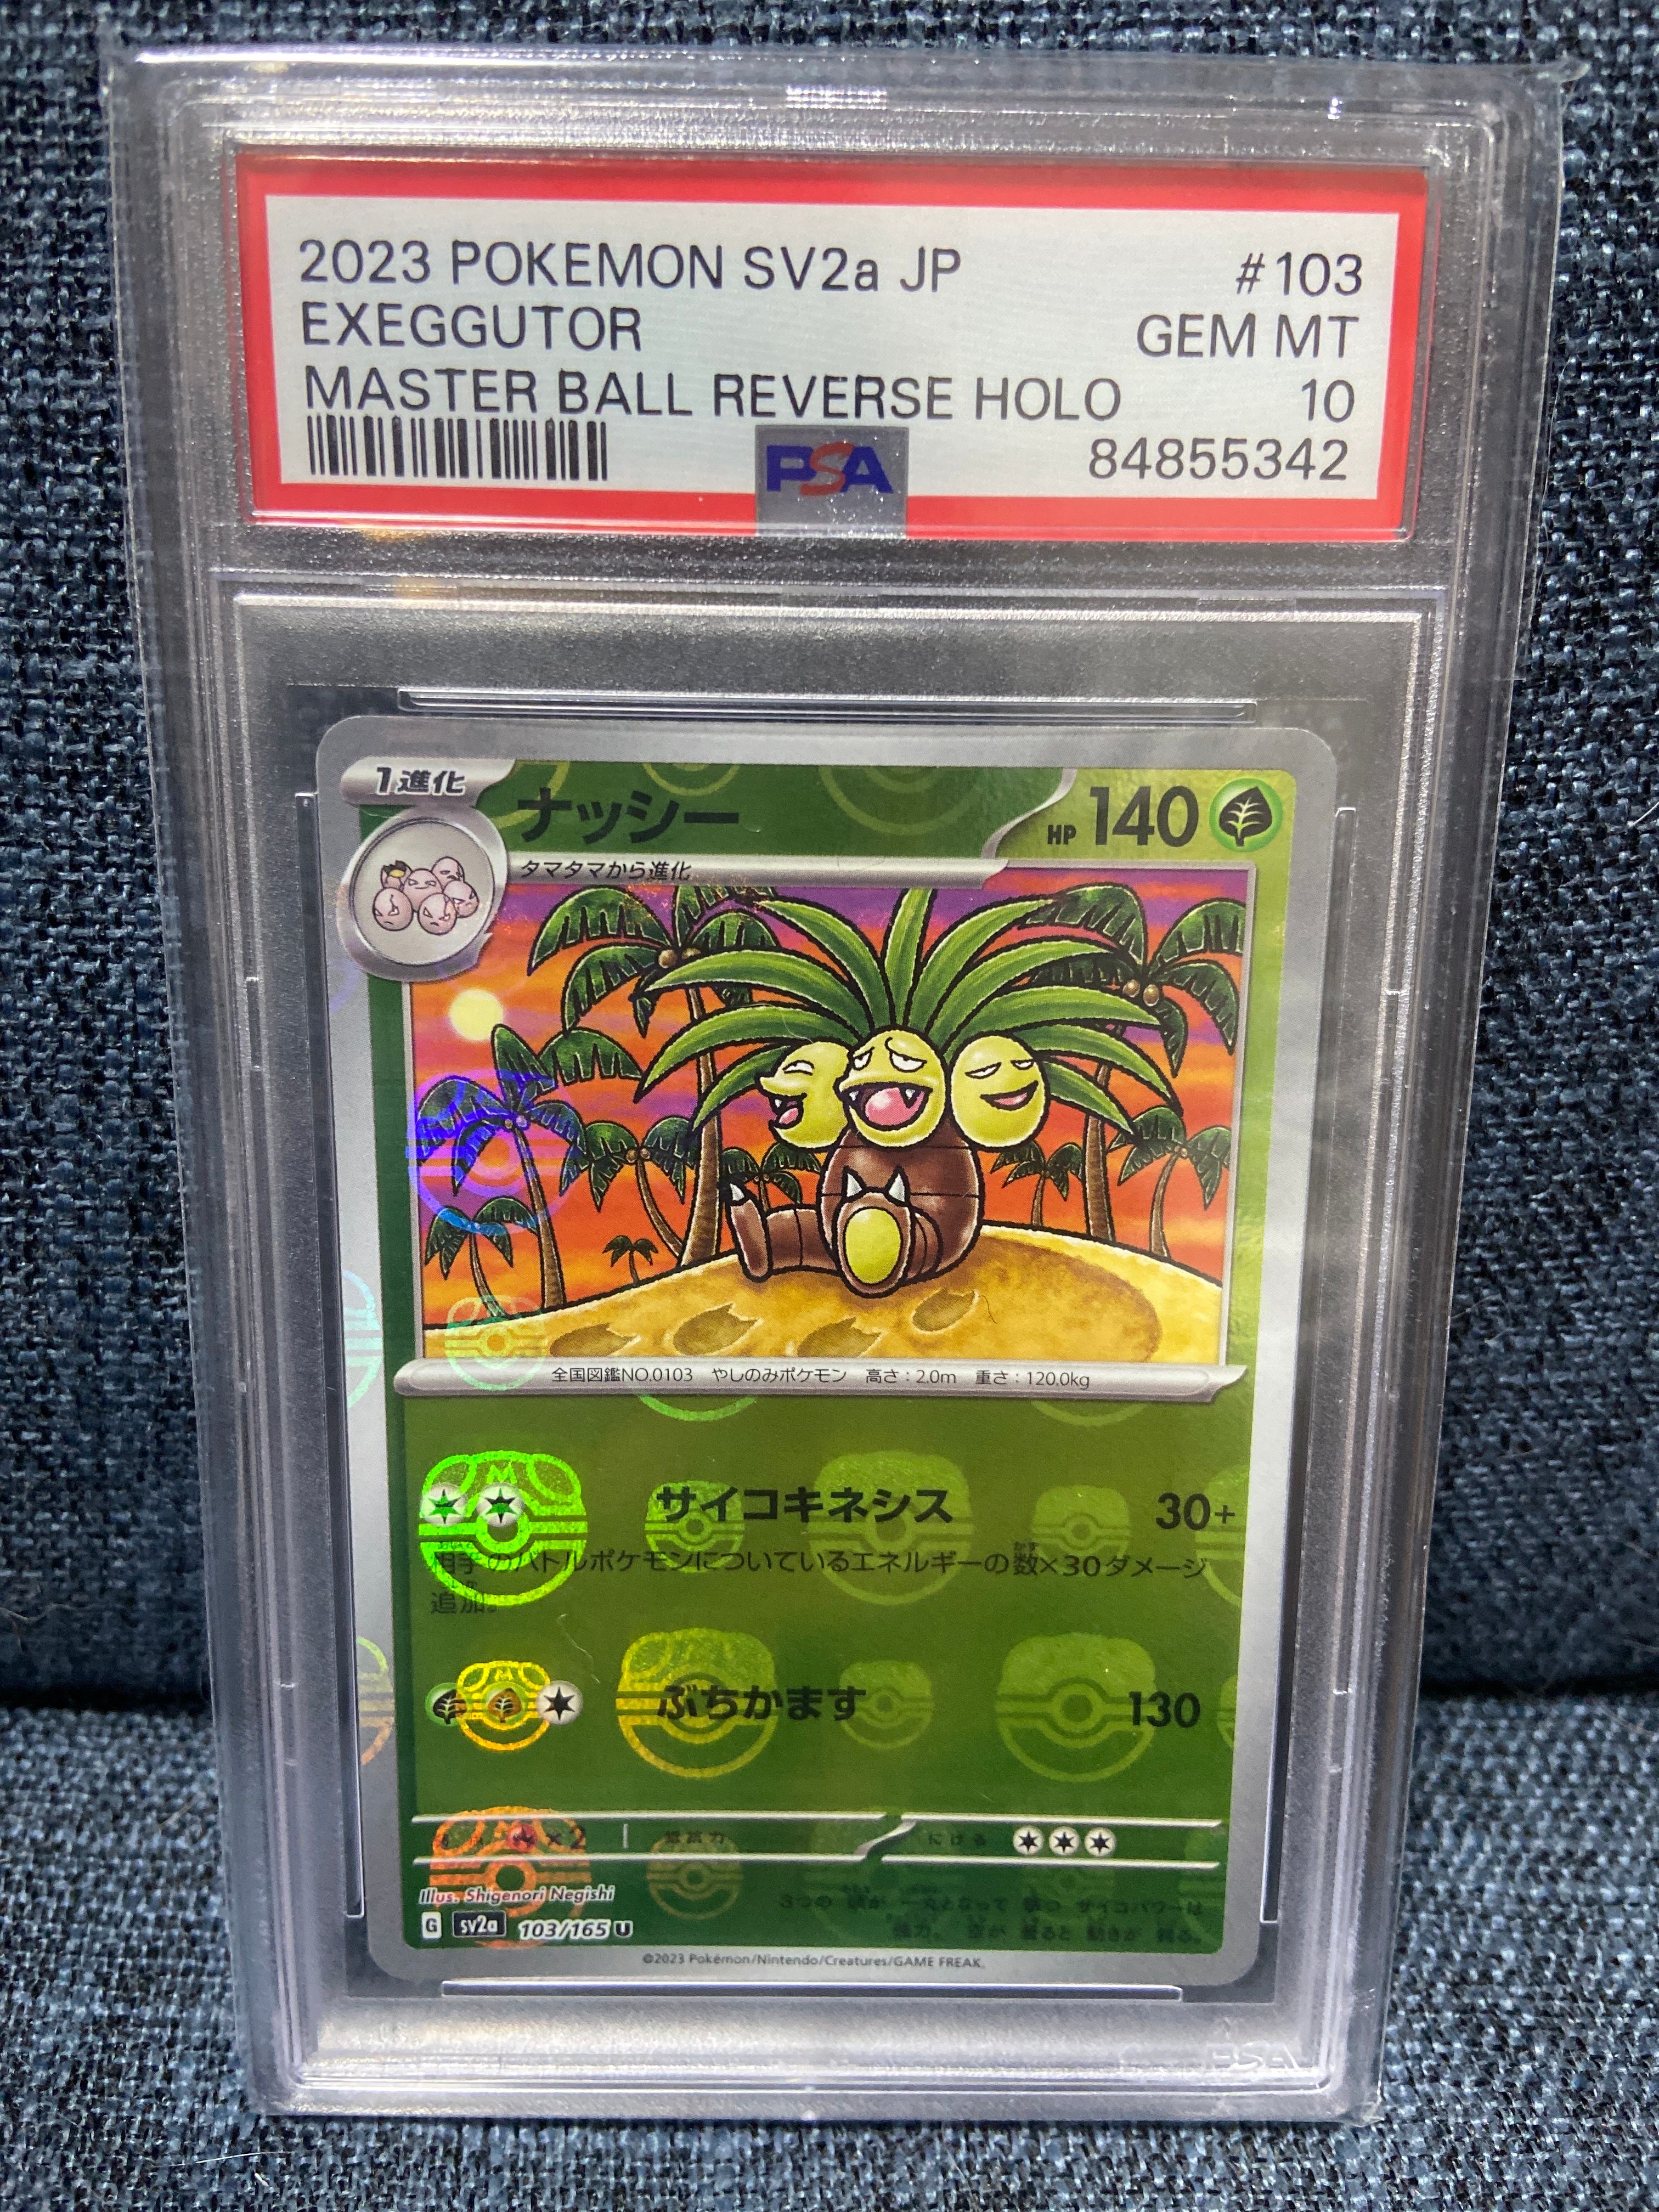 2023 POKEMON SV2a JP #103
EXEGGUTOR GEM MT
MASTER BALL REVERSE HOLO 10
PSA 84855342
1進化
ナッシー HP 140
タマタマから進化
全国図鑑NO.0103 やしのみポケモン 高さ:2.0m 重さ:120.0kg
M
サイコキネシス 30+
相手のバトルポケモンについているエネルギーの数×30ダメージ
追加。
M
ぶちかます 130
×2 抵抗力 にげる
Illus. Shigenori Negishi
G sv2a 103/165 U
©2023 Pokémon/Nintendo/Creatures/GAME FREAK.
PSA